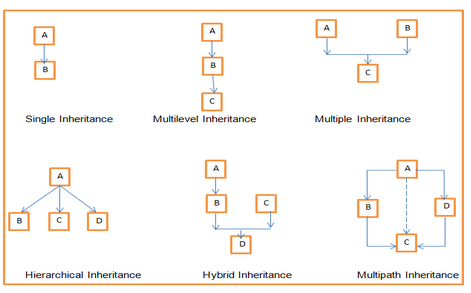 A
B
Single Inheritance
A
B
C
Multilevel Inheritance
A
B
C
Multiple Inheritance
A
B
C
D
Hierarchical Inheritance
A
B
C
D
Hybrid Inheritance
A
B
D
C
Multipath Inheritance